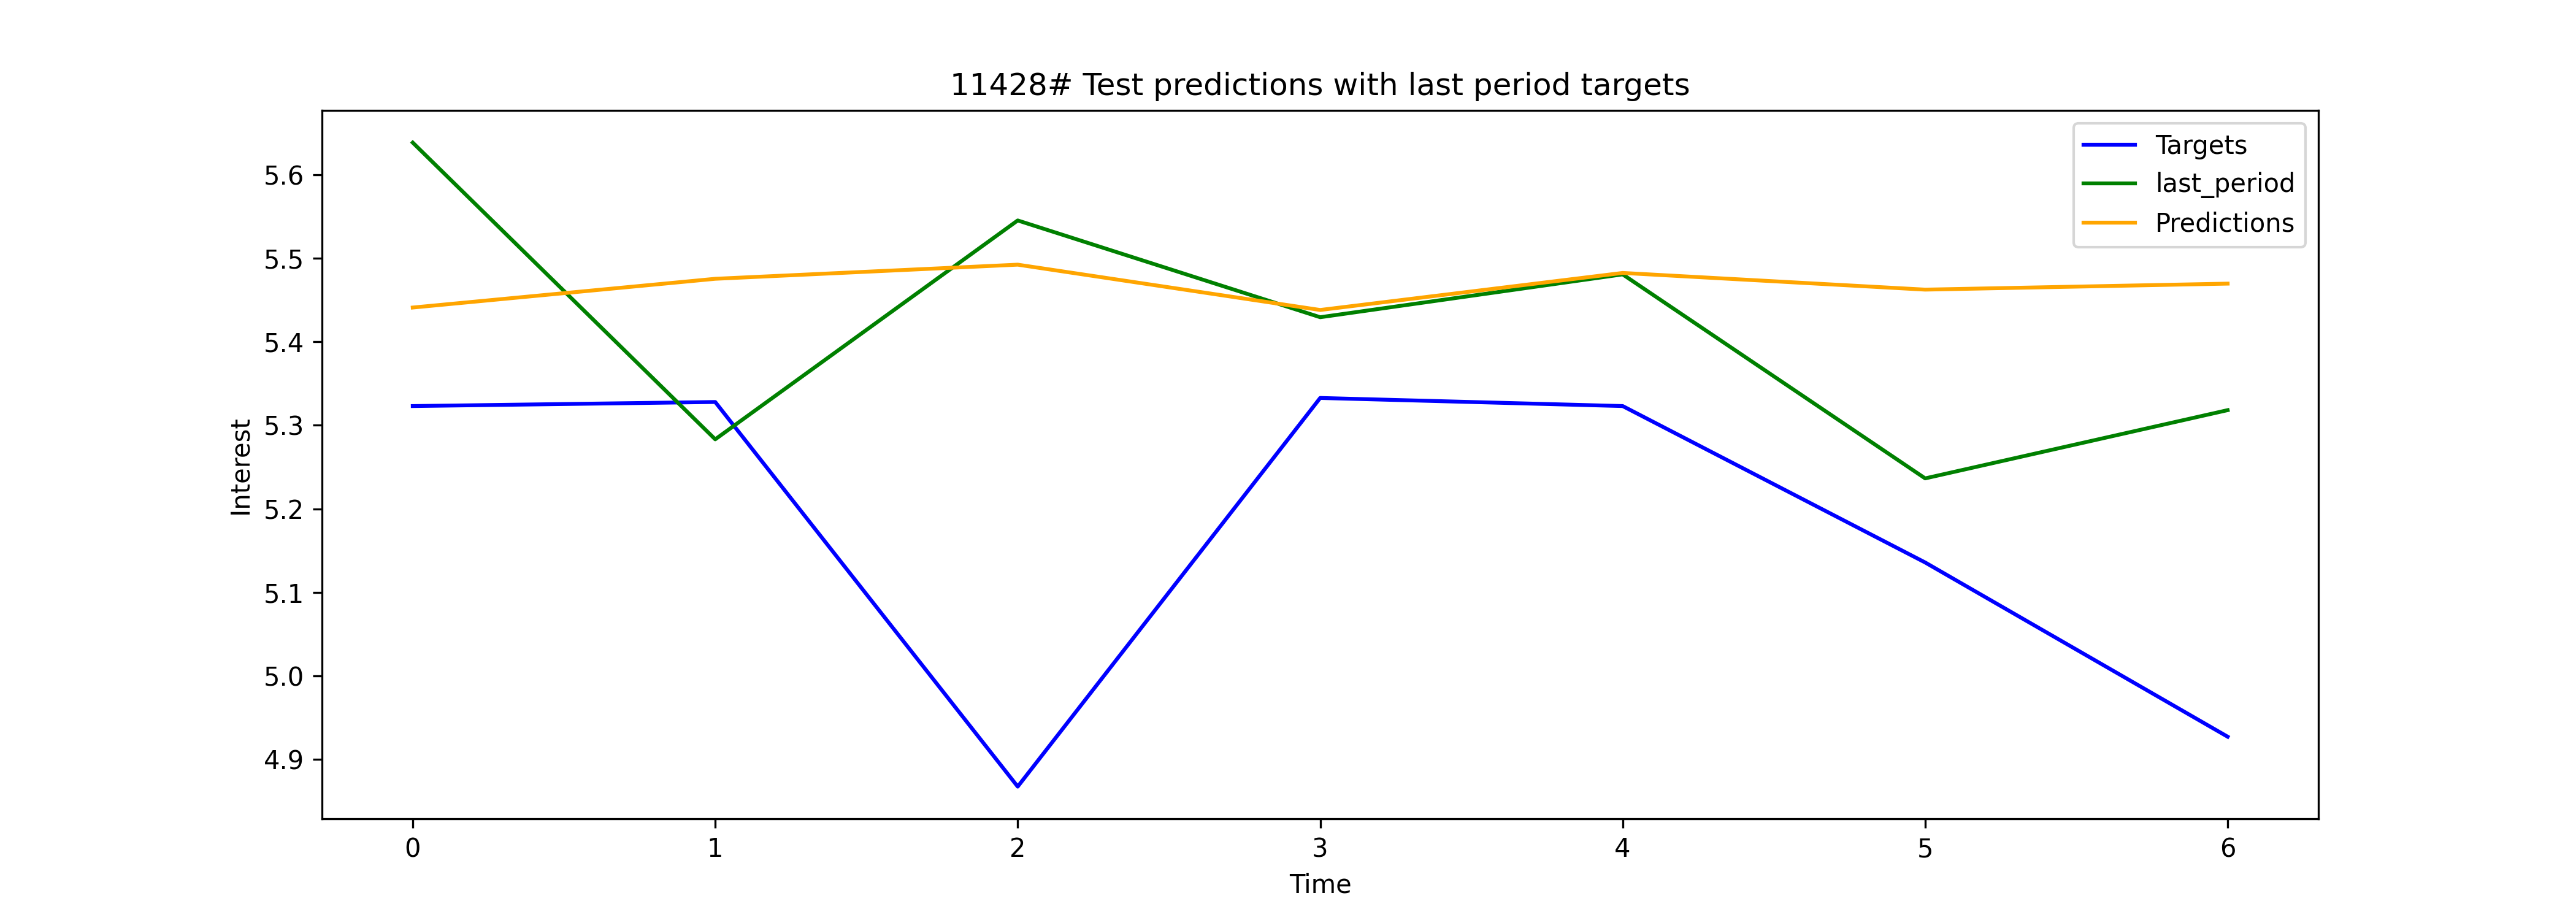 11428# Test predictions with last period targets
Targets
last_period
Predictions
5.6
5.5
5.4
5.3
5.2
5.1
5.0
4.9
Interest
0 1 2 3 4 5 6
Time